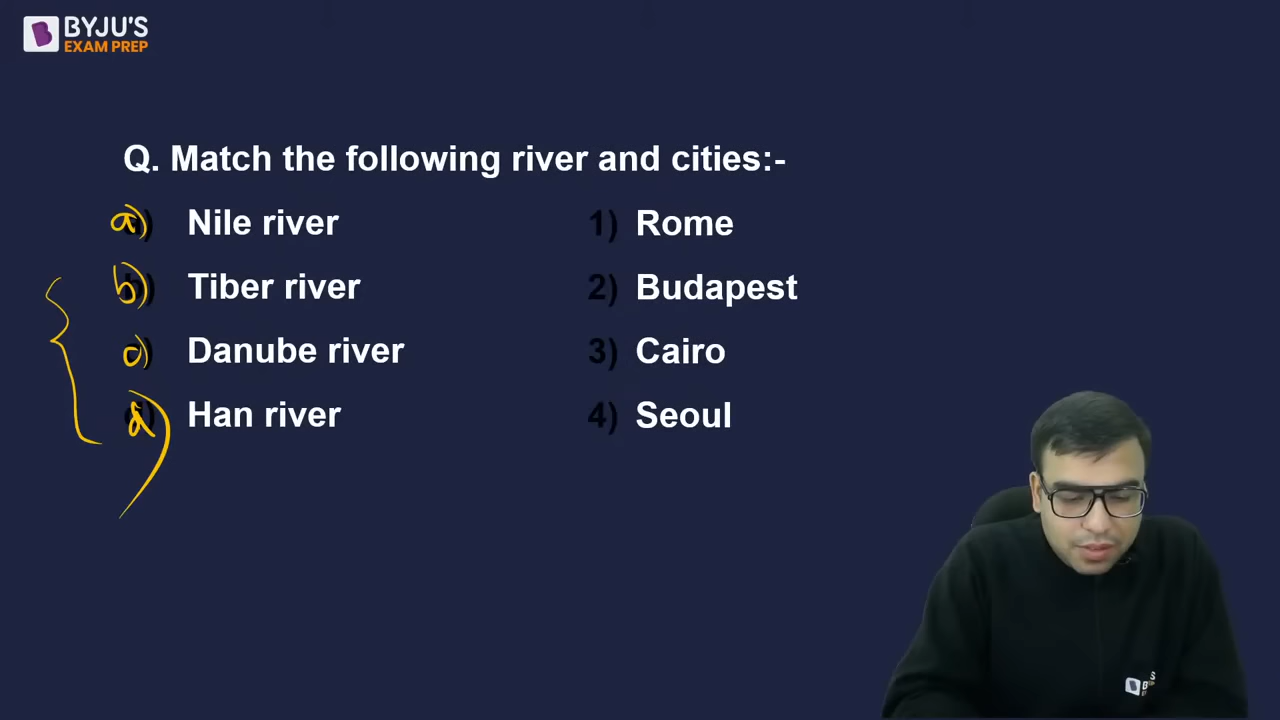 BYJU'S
EXAM PREP
Q. Match the following river and cities:-
a) Nile river 1) Rome
b) Tiber river 2) Budapest
c) Danube river 3) Cairo
d) Han river 4) Seoul